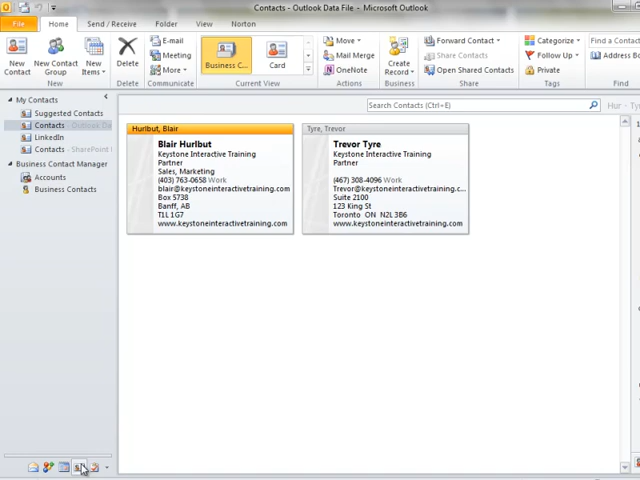 Contacts - Outlook Data File - Microsoft Outlook
File Home Send / Receive Folder View Norton
New Contact
New Contact Group
New Items
New
Delete
Delete
E-mail
Meeting
More
Communicate
Business C...
Card
Current View
Move
Mail Merge
OneNote
Actions
Create Record
Business
Forward Contact
Share Contacts
Open Shared Contacts
Share
Categorize
Follow Up
Private
Tags
Find a Contac
Address Bo
Find
My Contacts
Suggested Contacts
Contacts - Outlook Da
LinkedIn
Contacts - SharePoint
Business Contact Manager
Accounts
Business Contacts
Search Contacts (Ctrl+E)
Hur - Tyr
Hurlbut, Blair
Blair Hurlbut
Keystone Interactive Training
Partner
Sales, Marketing
(403) 763-0658 Work
blair@keystoneinteractivetraining.com
Box 5738
Banff, AB
T1L 1G7
www.keystoneinteractivetraining.com
Tyre, Trevor
Trevor Tyre
Keystone Interactive Training
Partner
(467) 308-4096 Work
Trevor@keystoneinteractivetraining.c...
Suite 2100
123 King St
Toronto ON N2L 3B6
www.keystoneinteractivetraining.com